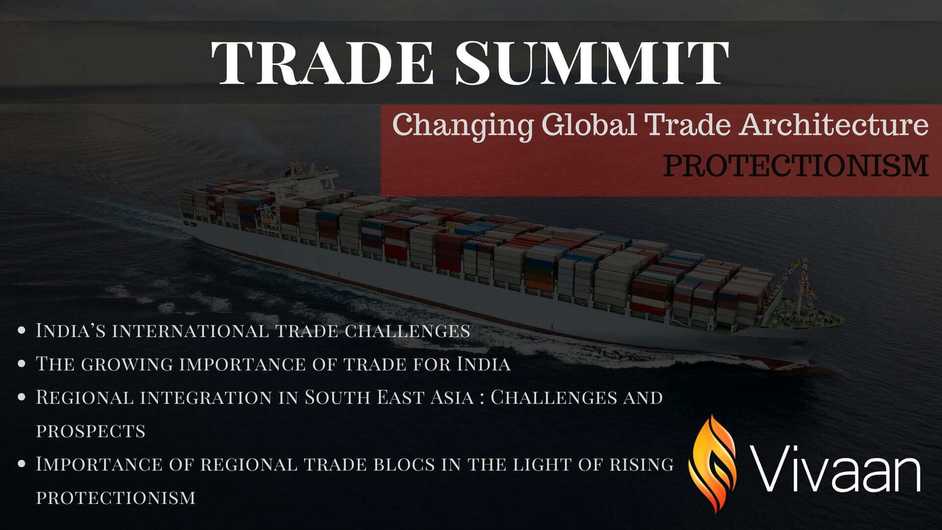 TRADE SUMMIT
Changing Global Trade Architecture
PROTECTIONISM
• India's international trade challenges
• The growing importance of trade for India
• Regional integration in South East Asia : Challenges and
prospects
• Importance of regional trade blocs in the light of rising
protectionism
Vivaan